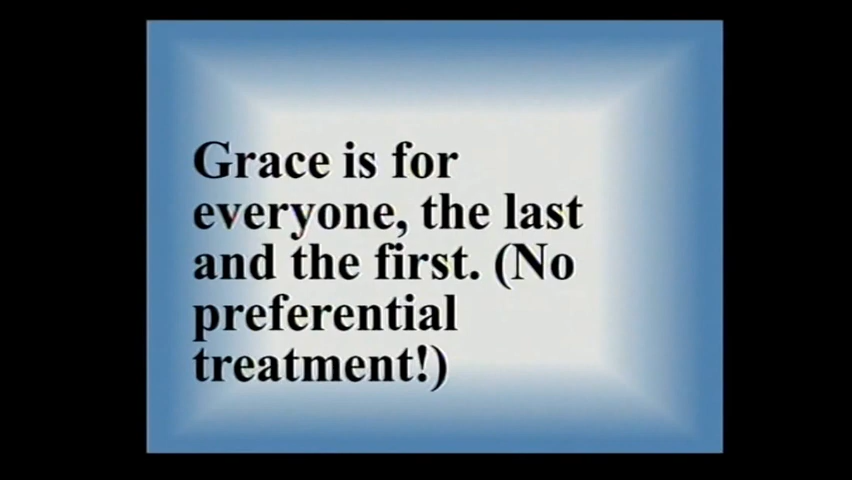 Grace is for
everyone, the last
and the first. (No
preferential
treatment!)